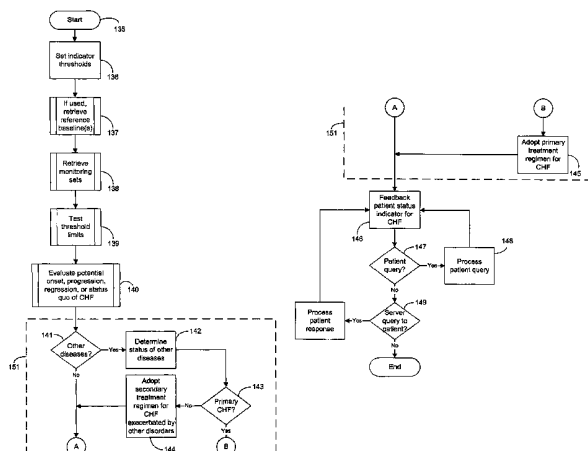 Start
135
Set indicator
thresholds
136
If used,
retrieve
reference
baseline(s)
137
Retrieve
monitoring
sets
138
Test
threshold
limits
139
Evaluate potential
onset, progression,
regression, or status
quo of CHF
140
141
Other
diseases?
Yes
No
142
Determine
status of other
diseases
143
Primary
CHF?
No
Yes
Adopt
secondary
treatment
regimen for
CHF
exacerbated by
other disorders
144
151
A
B
A
B
151
Adopt primary
treatment
regimen for
CHF
145
Feedback
patient status
indicator for
CHF
146
147
Patient
query?
Yes
No
148
Process
patient query
149
Server
query to
patient?
Yes
No
Process
patient
response
End